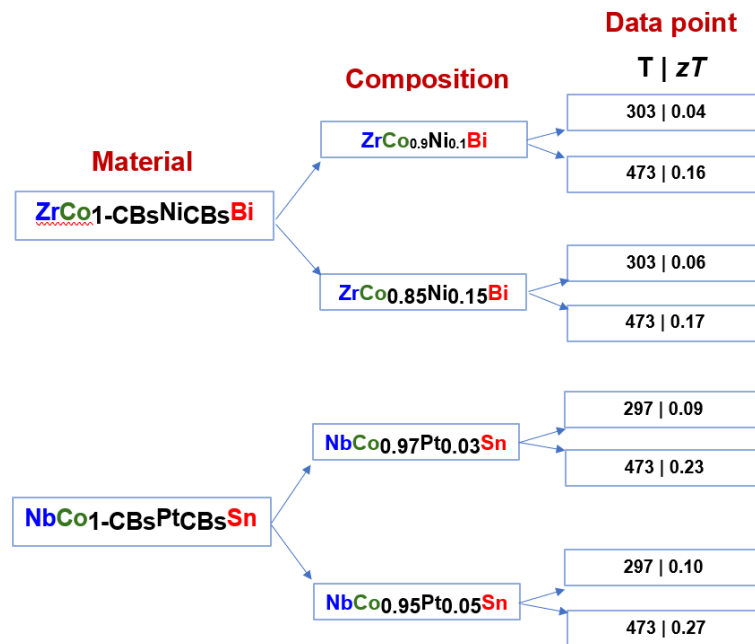 Data point
T | zT
Composition
303 | 0.04
ZrCo0.9Ni0.1Bi
Material
473 | 0.16
ZrCo1-CBsNiCBsBi
303 | 0.06
ZrCo0.85Ni0.15Bi
473 | 0.17
297 | 0.09
NbCo0.97Pt0.03Sn
473 | 0.23
NbCo1-CBsPtCBsSn
297 | 0.10
NbCo0.95Pt0.05Sn
473 | 0.27